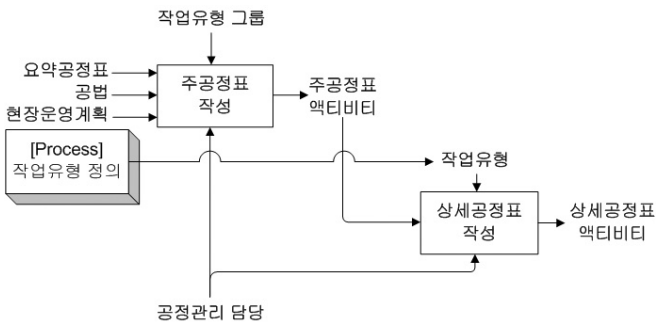 작업유형 그룹
요약공정표
공법
현장운영계획
주공정표
작성
주공정표
액티비티
[Process]
작업유형 정의
작업유형
상세공정표
작성
상세공정표
액티비티
공정관리 담당